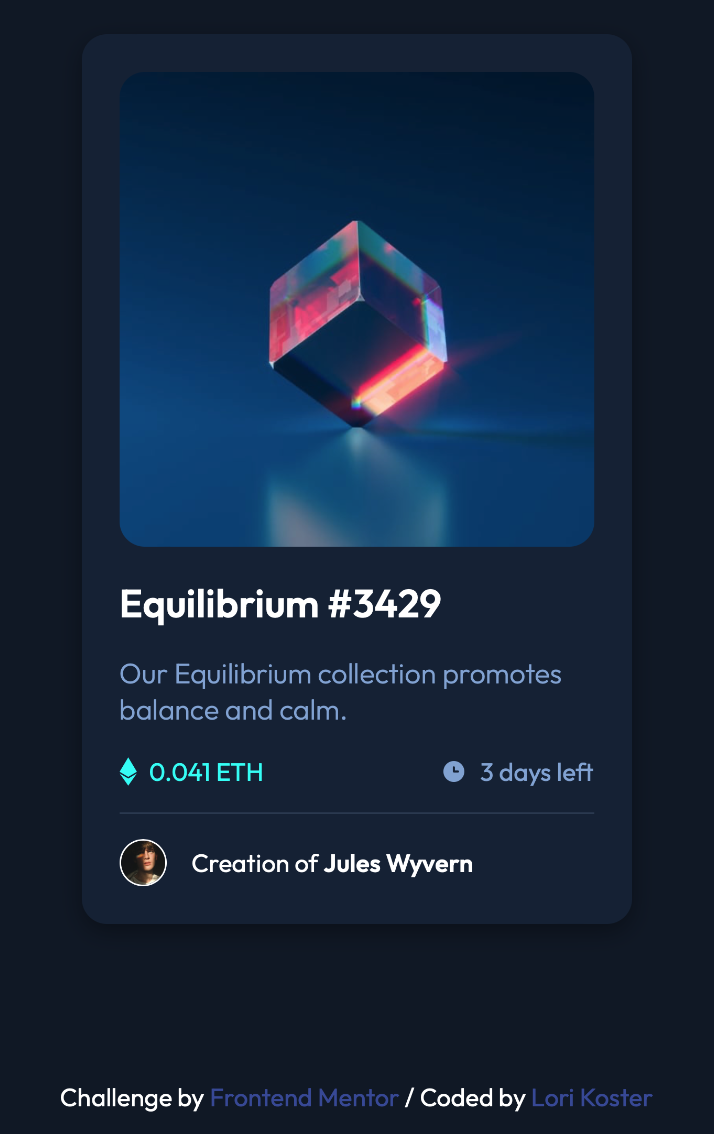 Equilibrium #3429
Our Equilibrium collection promotes
balance and calm.
0.041 ETH
3 days left
Creation of Jules Wyvern
Challenge by Frontend Mentor / Coded by Lori Koster